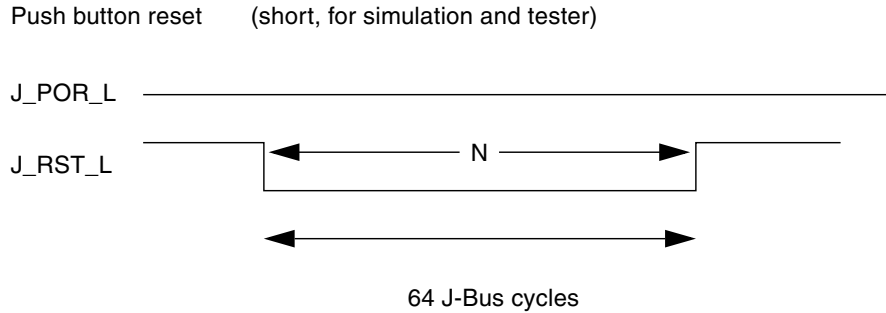 Push button reset (short, for simulation and tester)
J_POR_L
N
J_RST_L
64 J-Bus cycles